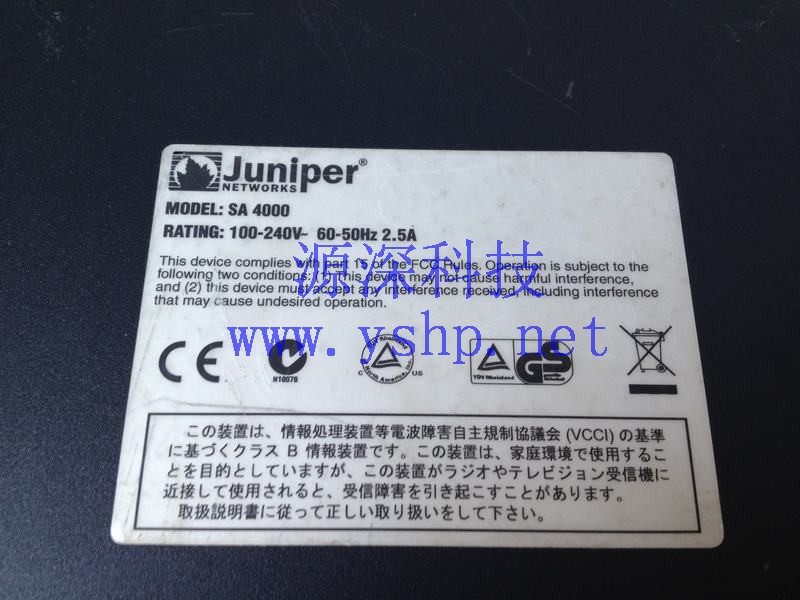 Juniper®
NETWORKS
MODEL: SA 4000
RATING: 100-240V~ 60-50Hz 2.5A
This device complies with part 15 of the FCC Rules. Operation is subject to the
following two conditions: (1) This device may not cause harmful interference,
and (2) this device must accept any interference received, including interference
that may cause undesired operation.
源深科技
www.yshp.net
CE
N10070
TÜV Rheinland
of North America, Inc.
C US
TÜV Rheinland
GS
この装置は、情報処理装置等電波障害自主規制協議会 (VCCI) の基準
に基づくクラス B 情報装置です。この装置は、家庭環境で使用するこ
とを目的としていますが、この装置がラジオやテレビジョン受信機に
近接して使用されると、受信障害を引き起こすことがあります。
取扱説明書に従って正しい取り扱いをして下さい。